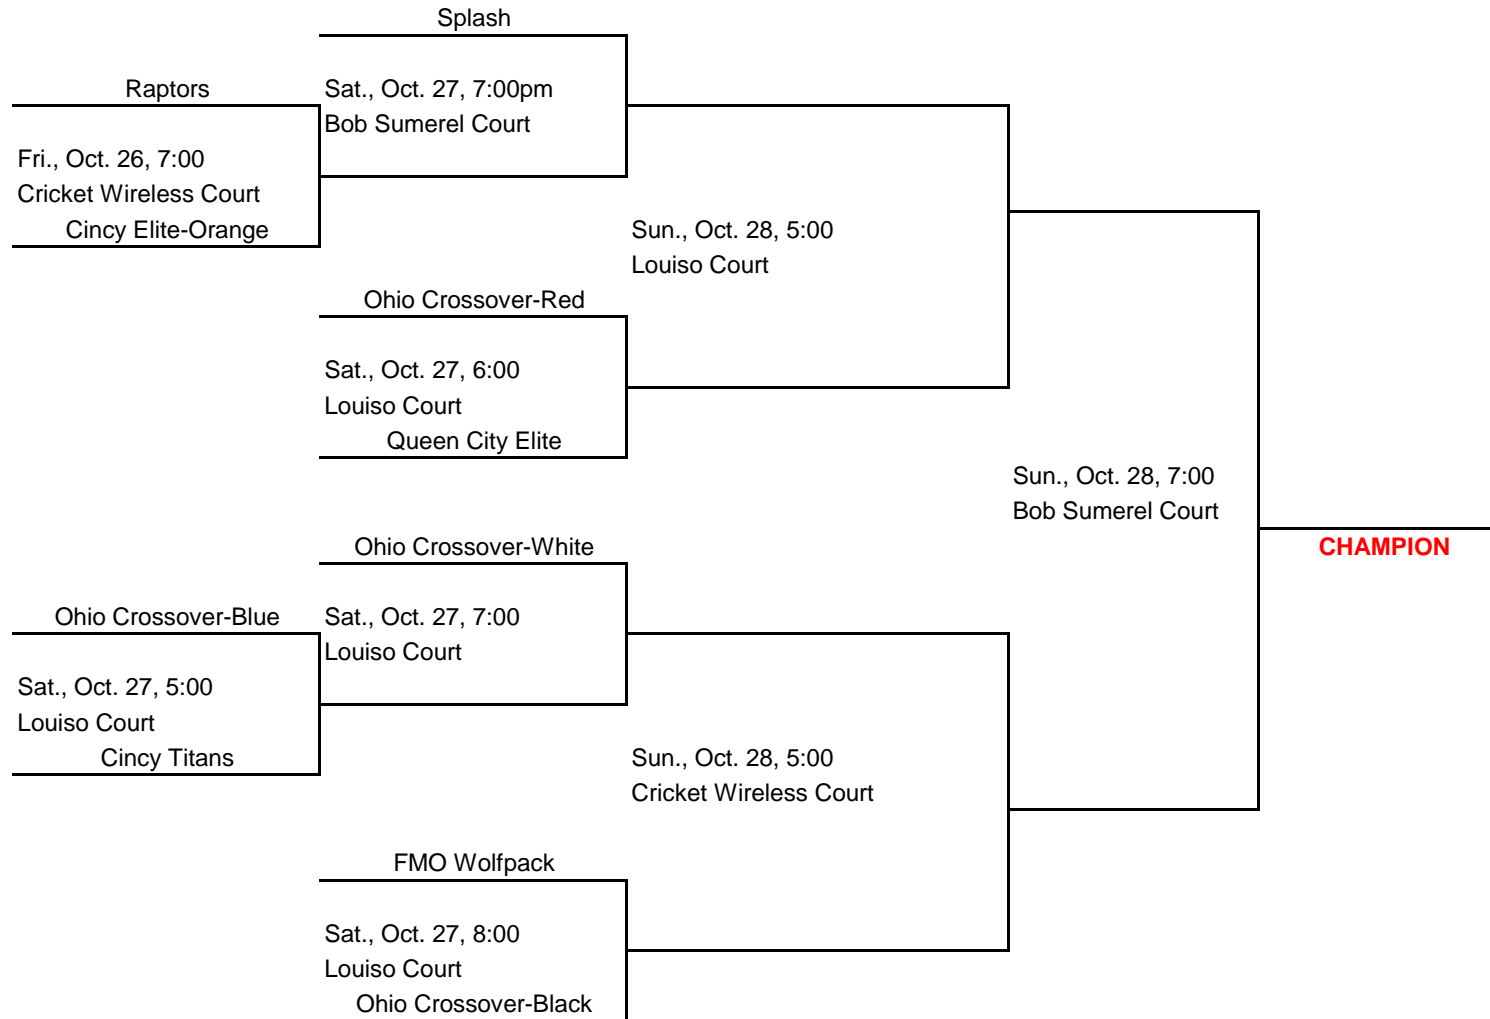 Splash
Raptors
Sat., Oct. 27, 7:00pm
Bob Sumerel Court
Fri., Oct. 26, 7:00
Cricket Wireless Court
Cincy Elite-Orange
Sun., Oct. 28, 5:00
Louiso Court
Ohio Crossover-Red
Sat., Oct. 27, 6:00
Louiso Court
Queen City Elite
Sun., Oct. 28, 7:00
Bob Sumerel Court
CHAMPION
Ohio Crossover-White
Ohio Crossover-Blue
Sat., Oct. 27, 7:00
Louiso Court
Sat., Oct. 27, 5:00
Louiso Court
Cincy Titans
Sun., Oct. 28, 5:00
Cricket Wireless Court
FMO Wolfpack
Sat., Oct. 27, 8:00
Louiso Court
Ohio Crossover-Black